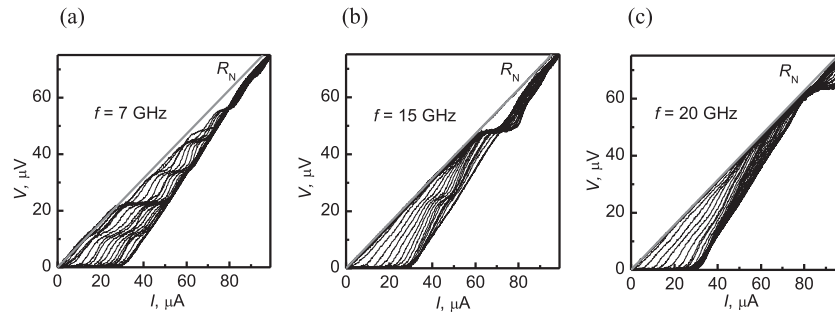 (a)
(b)
(c)
R_N
f = 7 GHz
V, μV
60
40
20
0
0 20 40 60 80
I, μA
R_N
f = 15 GHz
V, μV
60
40
20
0
0 20 40 60 80
I, μA
R_N
f = 20 GHz
V, μV
60
40
20
0
0 20 40 60 80
I, μA